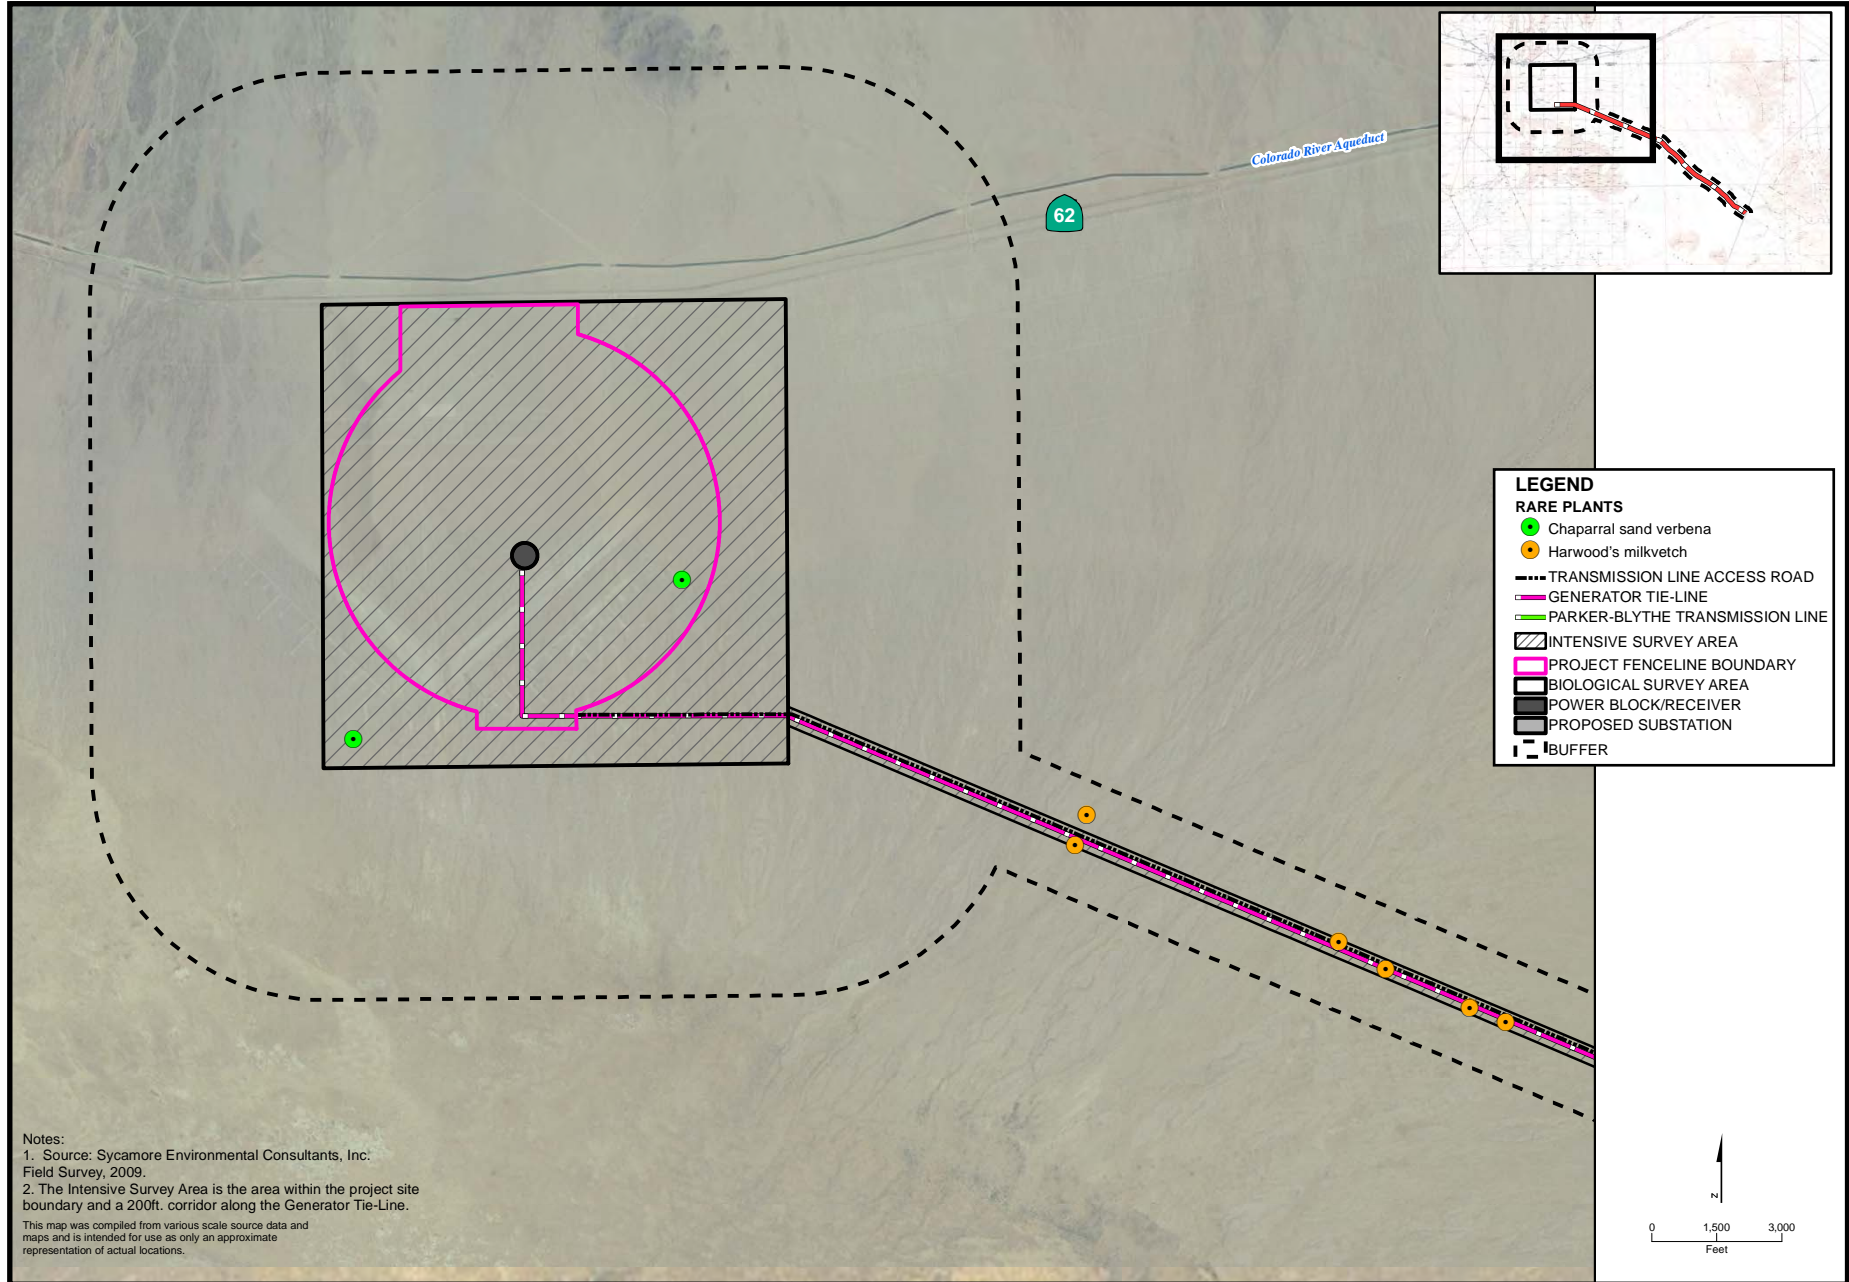 Colorado River Aqueduct
62
LEGEND
RARE PLANTS
Chaparral sand verbena
Harwood's milkvetch
TRANSMISSION LINE ACCESS ROAD
GENERATOR TIE-LINE
PARKER-BLYTHE TRANSMISSION LINE
INTENSIVE SURVEY AREA
PROJECT FENCELINE BOUNDARY
BIOLOGICAL SURVEY AREA
POWER BLOCK/RECEIVER
PROPOSED SUBSTATION
BUFFER
Notes:
1. Source: Sycamore Environmental Consultants, Inc.
Field Survey, 2009.
2. The Intensive Survey Area is the area within the project site
boundary and a 200ft. corridor along the Generator Tie-Line.
This map was compiled from various scale source data and
maps and is intended for use as only an approximate
representation of actual locations.
N
0 1,500 3,000
Feet